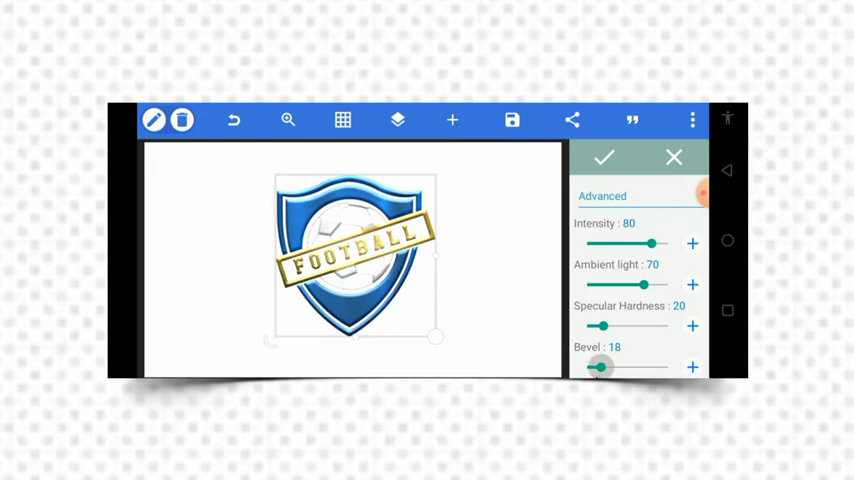 Advanced
Intensity : 80
Ambient light : 70
Specular Hardness : 20
Bevel : 18
FOOTBALL